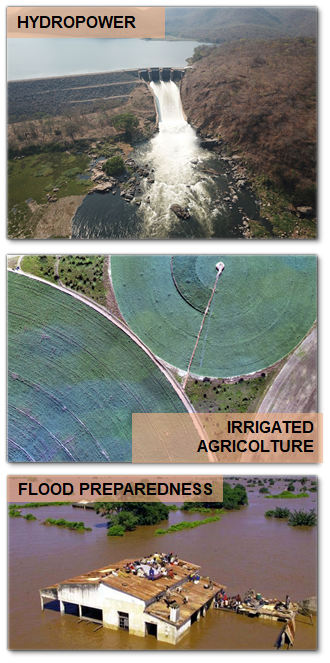 HYDROPOWER
IRRIGATED
AGRICOLTURE
FLOOD PREPAREDNESS